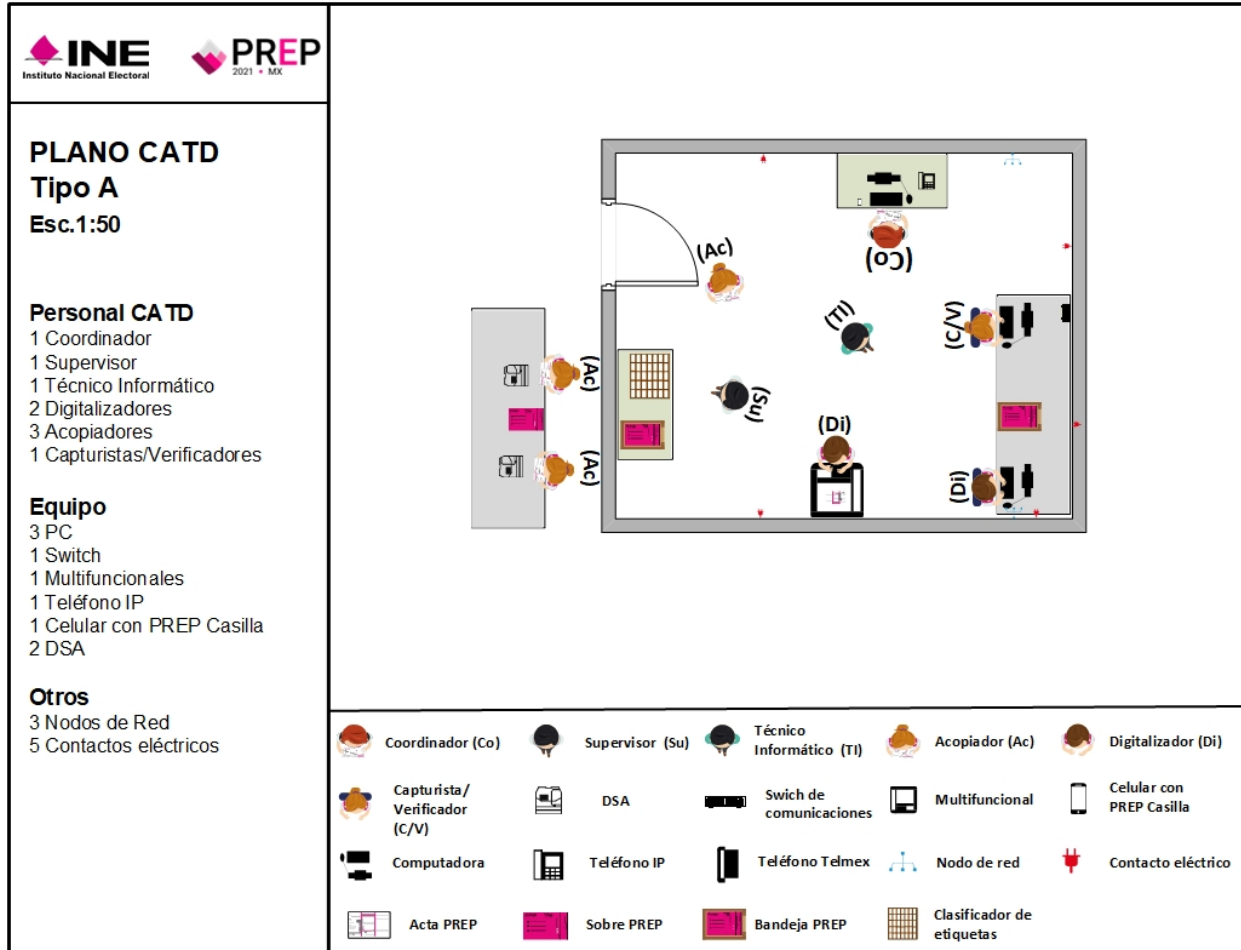 INE
Instituto Nacional Electoral
PREP
2021 • MX
PLANO CATD
Tipo A
Esc.1:50
Personal CATD
1 Coordinador
1 Supervisor
1 Técnico Informático
2 Digitalizadores
3 Acopiadores
1 Capturistas/Verificadores
Equipo
3 PC
1 Switch
1 Multifuncionales
1 Teléfono IP
1 Celular con PREP Casilla
2 DSA
Otros
3 Nodos de Red
5 Contactos eléctricos
(Ac)
(Co)
(TI)
(C/V)
(Ac)
(Su)
(Di)
(Ac)
(Di)
Coordinador (Co)
Supervisor (Su)
Técnico
Informático (TI)
Acopiador (Ac)
Digitalizador (Di)
Capturista/
Verificador
(C/V)
DSA
Swich de
comunicaciones
Multifuncional
Celular con
PREP Casilla
Computadora
Teléfono IP
Teléfono Telmex
Nodo de red
Contacto eléctrico
Acta PREP
Sobre PREP
Bandeja PREP
Clasificador de
etiquetas